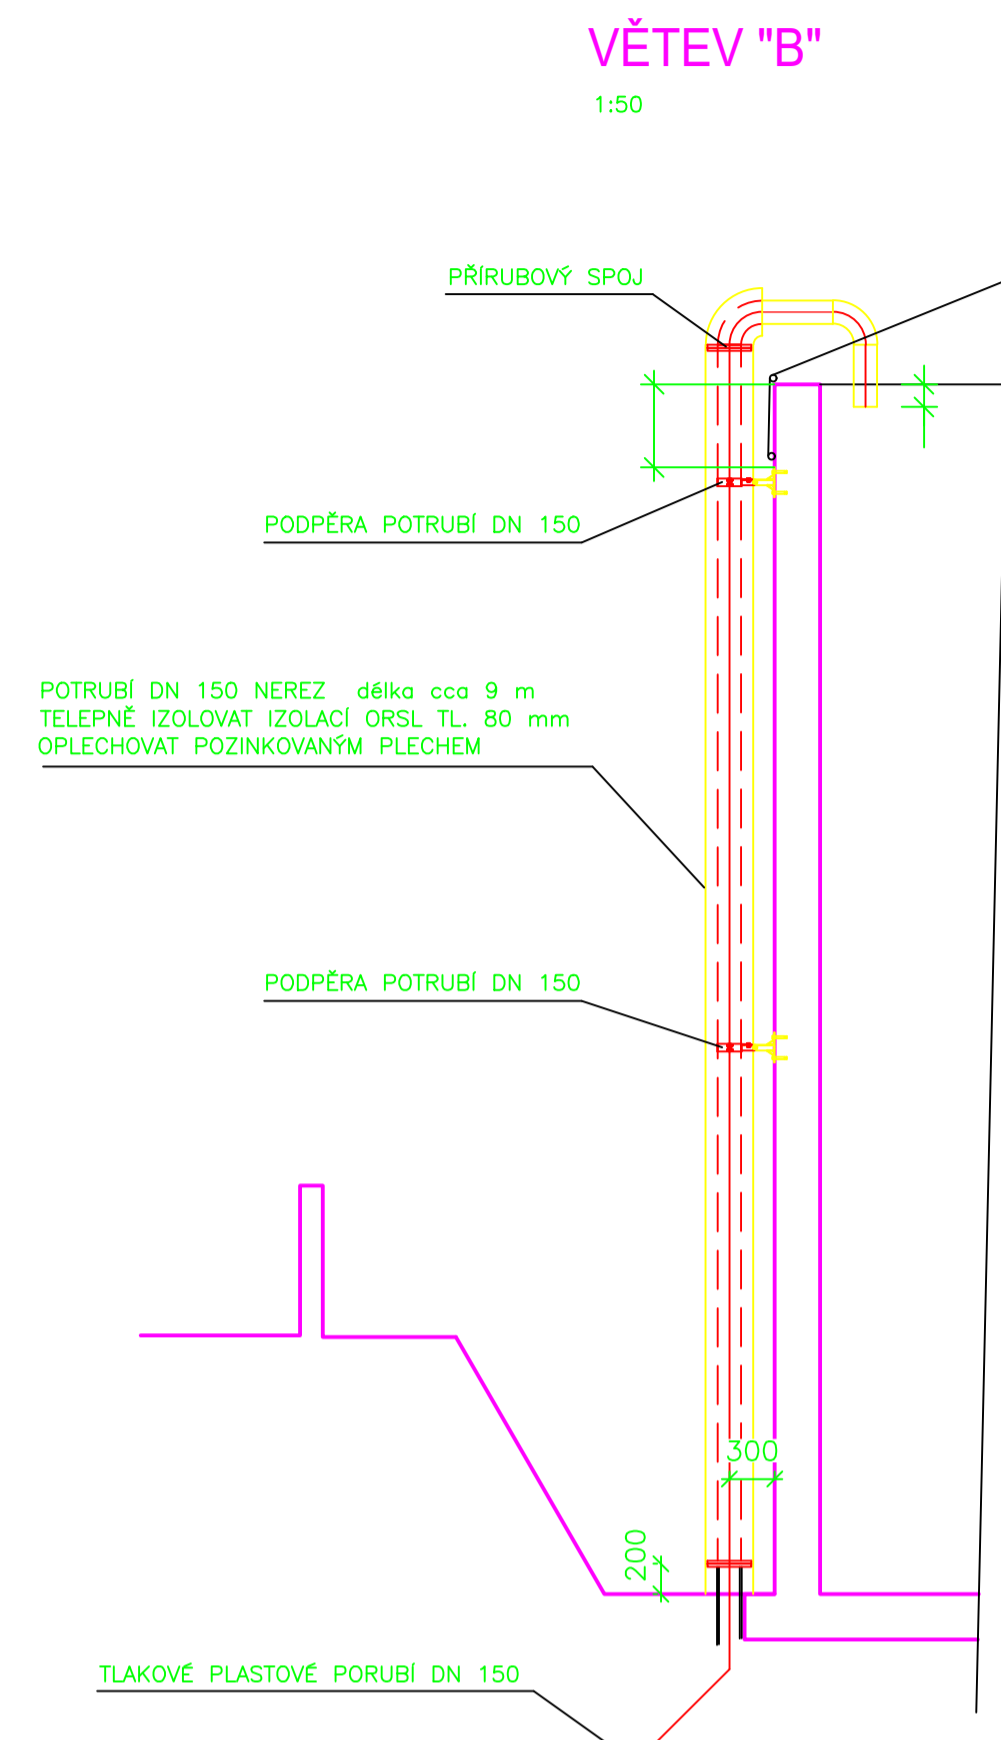 VĚTEV "B"
1:50
PŘÍRUBOVÝ SPOJ
PODPĚRA POTRUBÍ DN 150
POTRUBÍ DN 150 NEREZ délka cca 9 m
TELEPNĚ IZOLOVAT IZOLACÍ ORSL TL. 80 mm
OPLECHOVAT POZINKOVANÝM PLECHEM
PODPĚRA POTRUBÍ DN 150
300
200
TLAKOVÉ PLASTOVÉ PORUBÍ DN 150